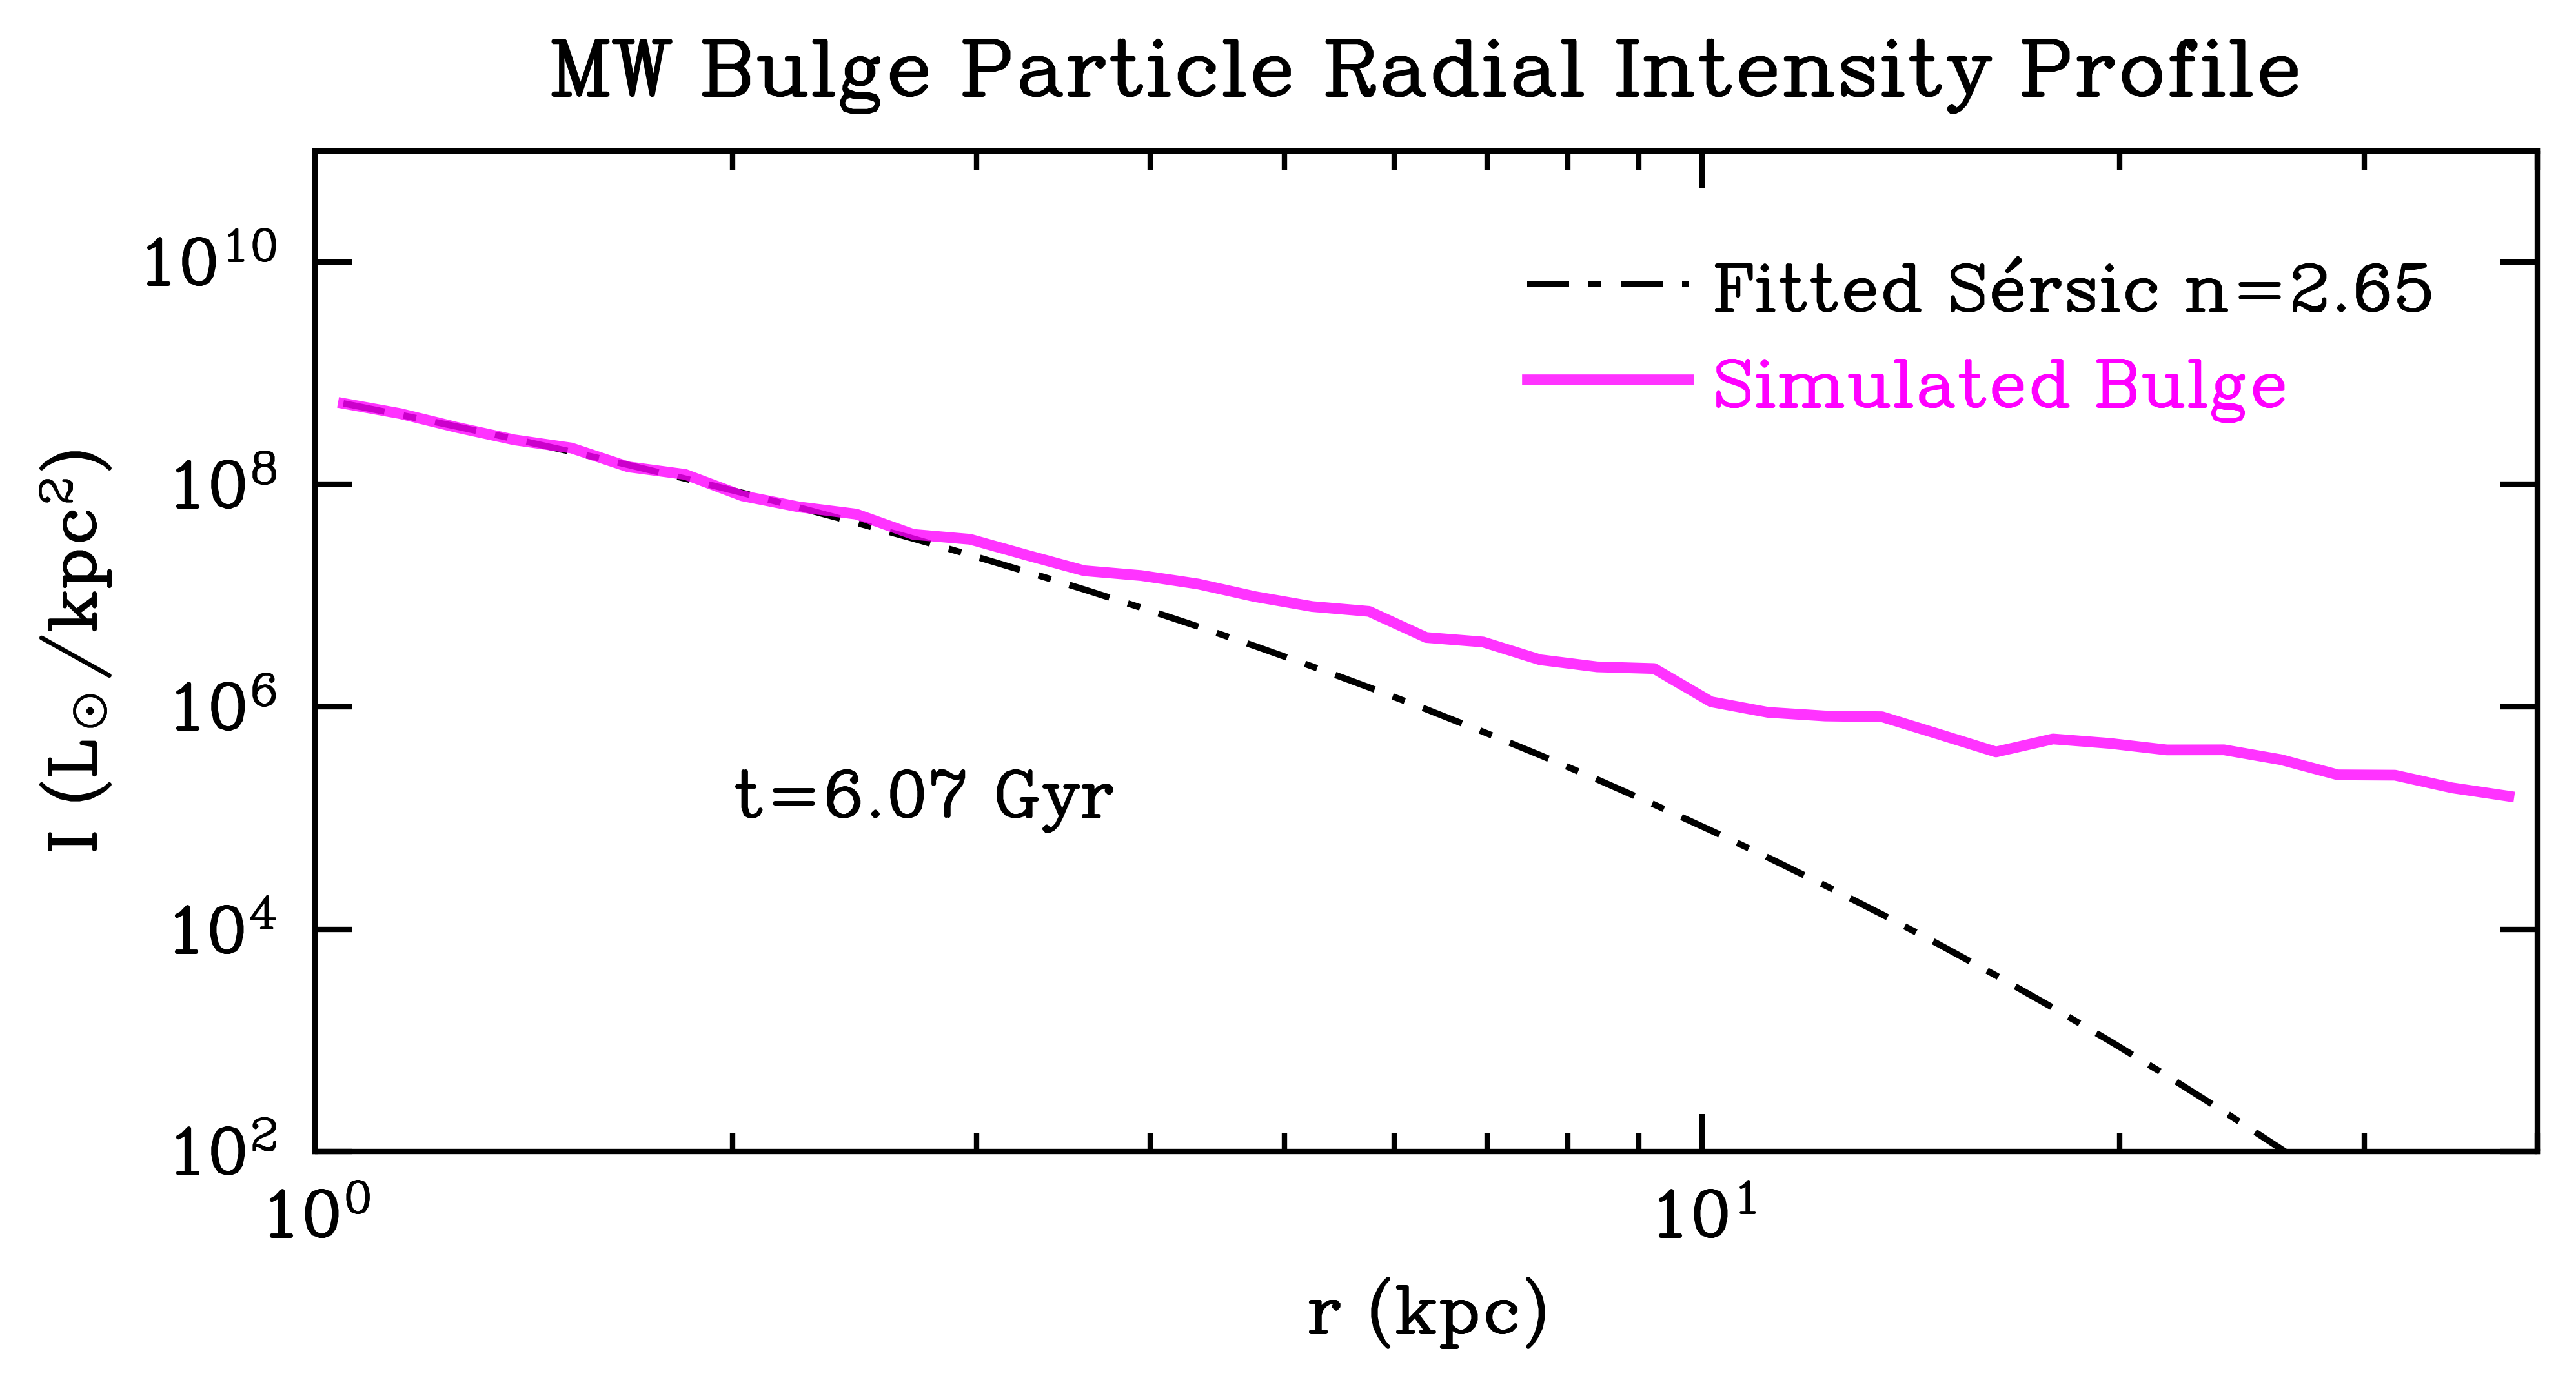 MW Bulge Particle Radial Intensity Profile
10¹⁰
10⁸
10⁶
10⁴
10²
I (L☉/kpc²)
Fitted Sérsic n=2.65
Simulated Bulge
t=6.07 Gyr
10⁰
10¹
r (kpc)